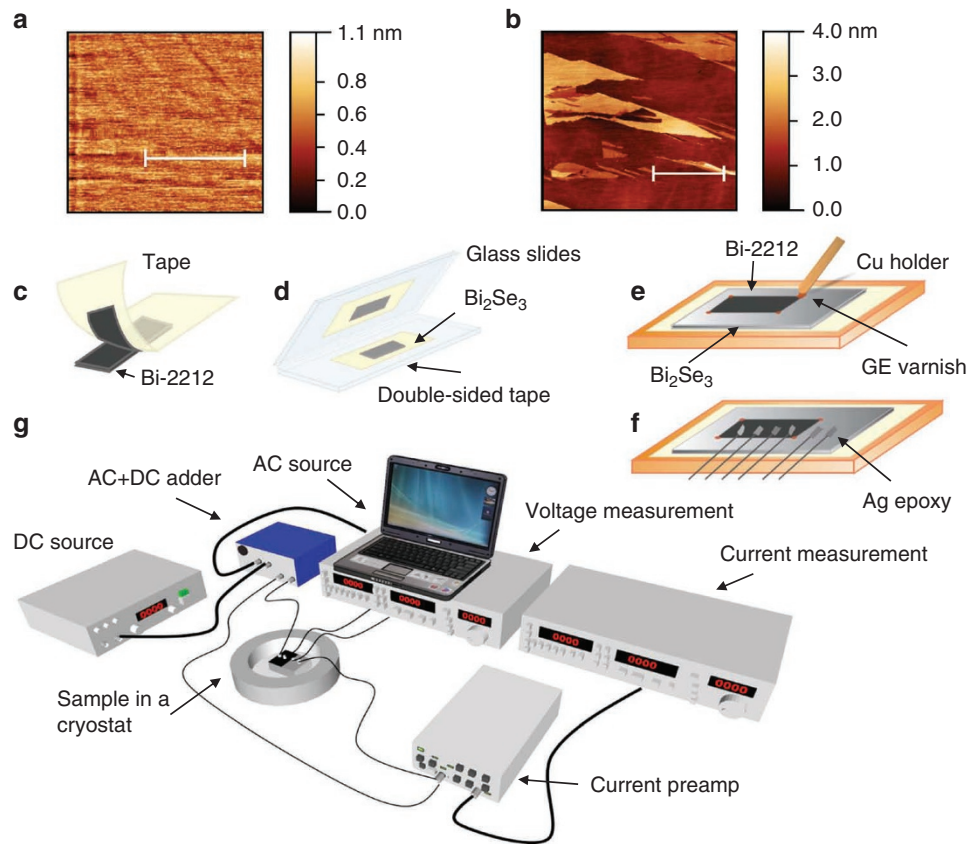 a
1.1 nm
0.8
0.6
0.4
0.2
0.0
b
4.0 nm
3.0
2.0
1.0
0.0
c
Tape
Bi-2212
d
Glass slides
Bi₂Se₃
Double-sided tape
e
Bi-2212
Cu holder
Bi₂Se₃
GE varnish
f
Ag epoxy
g
AC+DC adder
AC source
DC source
Voltage measurement
Current measurement
0000
0000
0000
0000
0000
0000
0000
Sample in a
cryostat
Current preamp